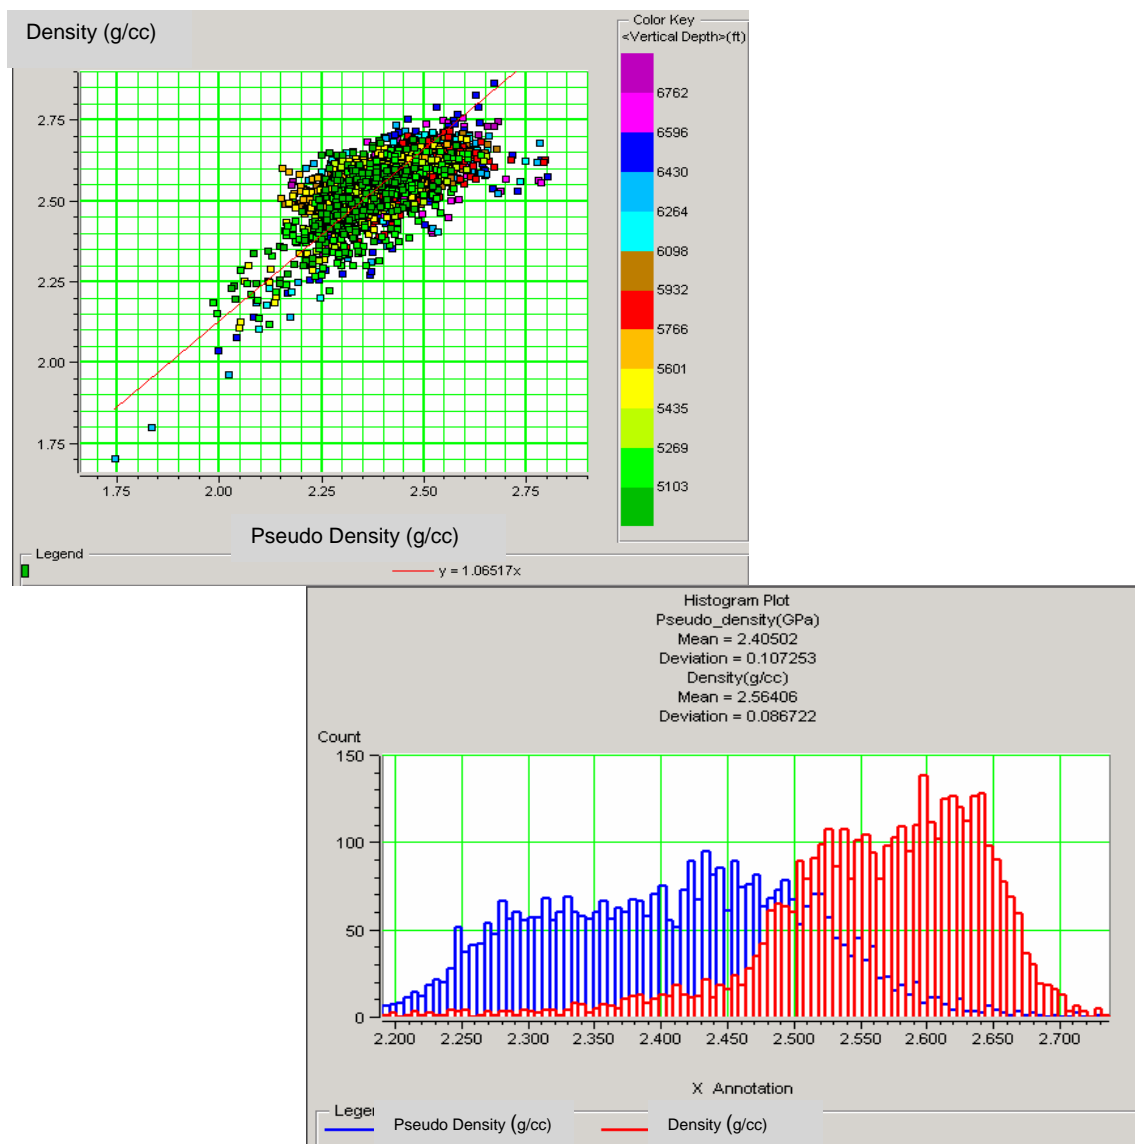 Density (g/cc)
Color Key
<Vertical Depth>(ft)
6762
6596
6430
6264
6098
5932
5766
5601
5435
5269
5103
2.75
2.50
2.25
2.00
1.75
1.75 2.00 2.25 2.50 2.75
Pseudo Density (g/cc)
Legend
y = 1.06517x
Histogram Plot
Pseudo_density(GPa)
Mean = 2.40502
Deviation = 0.107253
Density(g/cc)
Mean = 2.56406
Deviation = 0.086722
Count
150
100
50
0
2.200 2.250 2.300 2.350 2.400 2.450 2.500 2.550 2.600 2.650 2.700
X Annotation
Leger
Pseudo Density (g/cc) Density (g/cc)